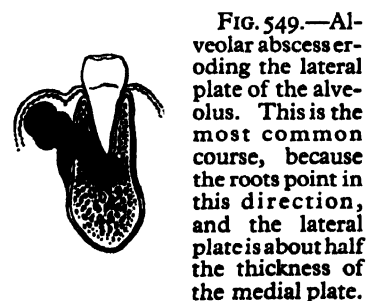 FIG. 549.—Al-
veolar abscess er-
oding the lateral
plate of the alve-
olus. This is the
most common
course, because
the roots point in
this direction,
and the lateral
plate is about half
the thickness of
the medial plate.